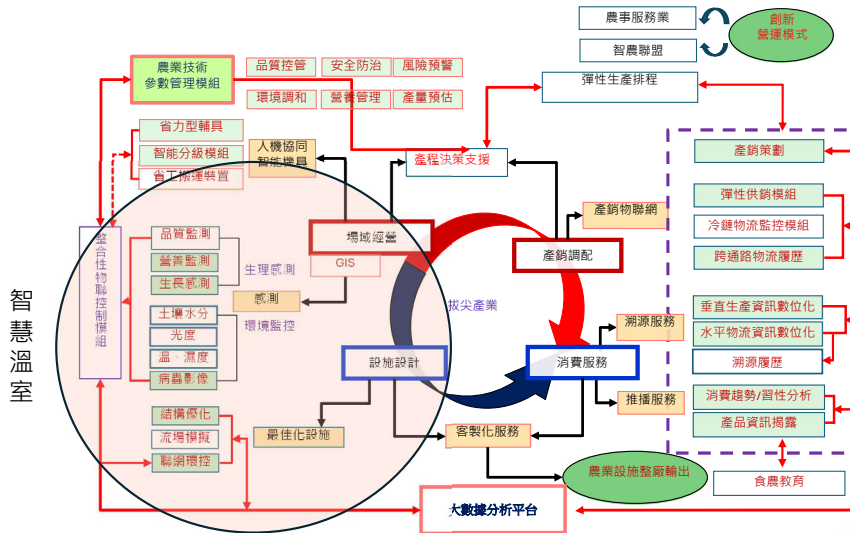 農事服務業
智農聯盟
創新
營運模式
農業技術
參數管理模組
品質控管
安全防治
風險預警
環境調和
營養管理
產量預估
彈性生產排程
省力型輔具
智能分級模組
省工搬運裝置
人機協同
智能機具
產程決策支援
產銷策劃
彈性供銷模組
冷鏈物流監控模組
跨通路物流履歷
產銷物聯網
整合性物聯控制模組
品質監測
營養監測
生長感測
生理感測
場域經營
GIS
產銷調配
感測
環境監控
土壤水分
光度
溫‧濕度
病蟲影像
拔尖產業
智慧溫室
設施設計
消費服務
溯源服務
推播服務
垂直生產資訊數位化
水平物流資訊數位化
溯源履歷
消費趨勢/習性分析
產品資訊揭露
結構優化
流場模擬
聯網環控
最佳化設施
客製化服務
農業設施整廠輸出
食農教育
大數據分析平台